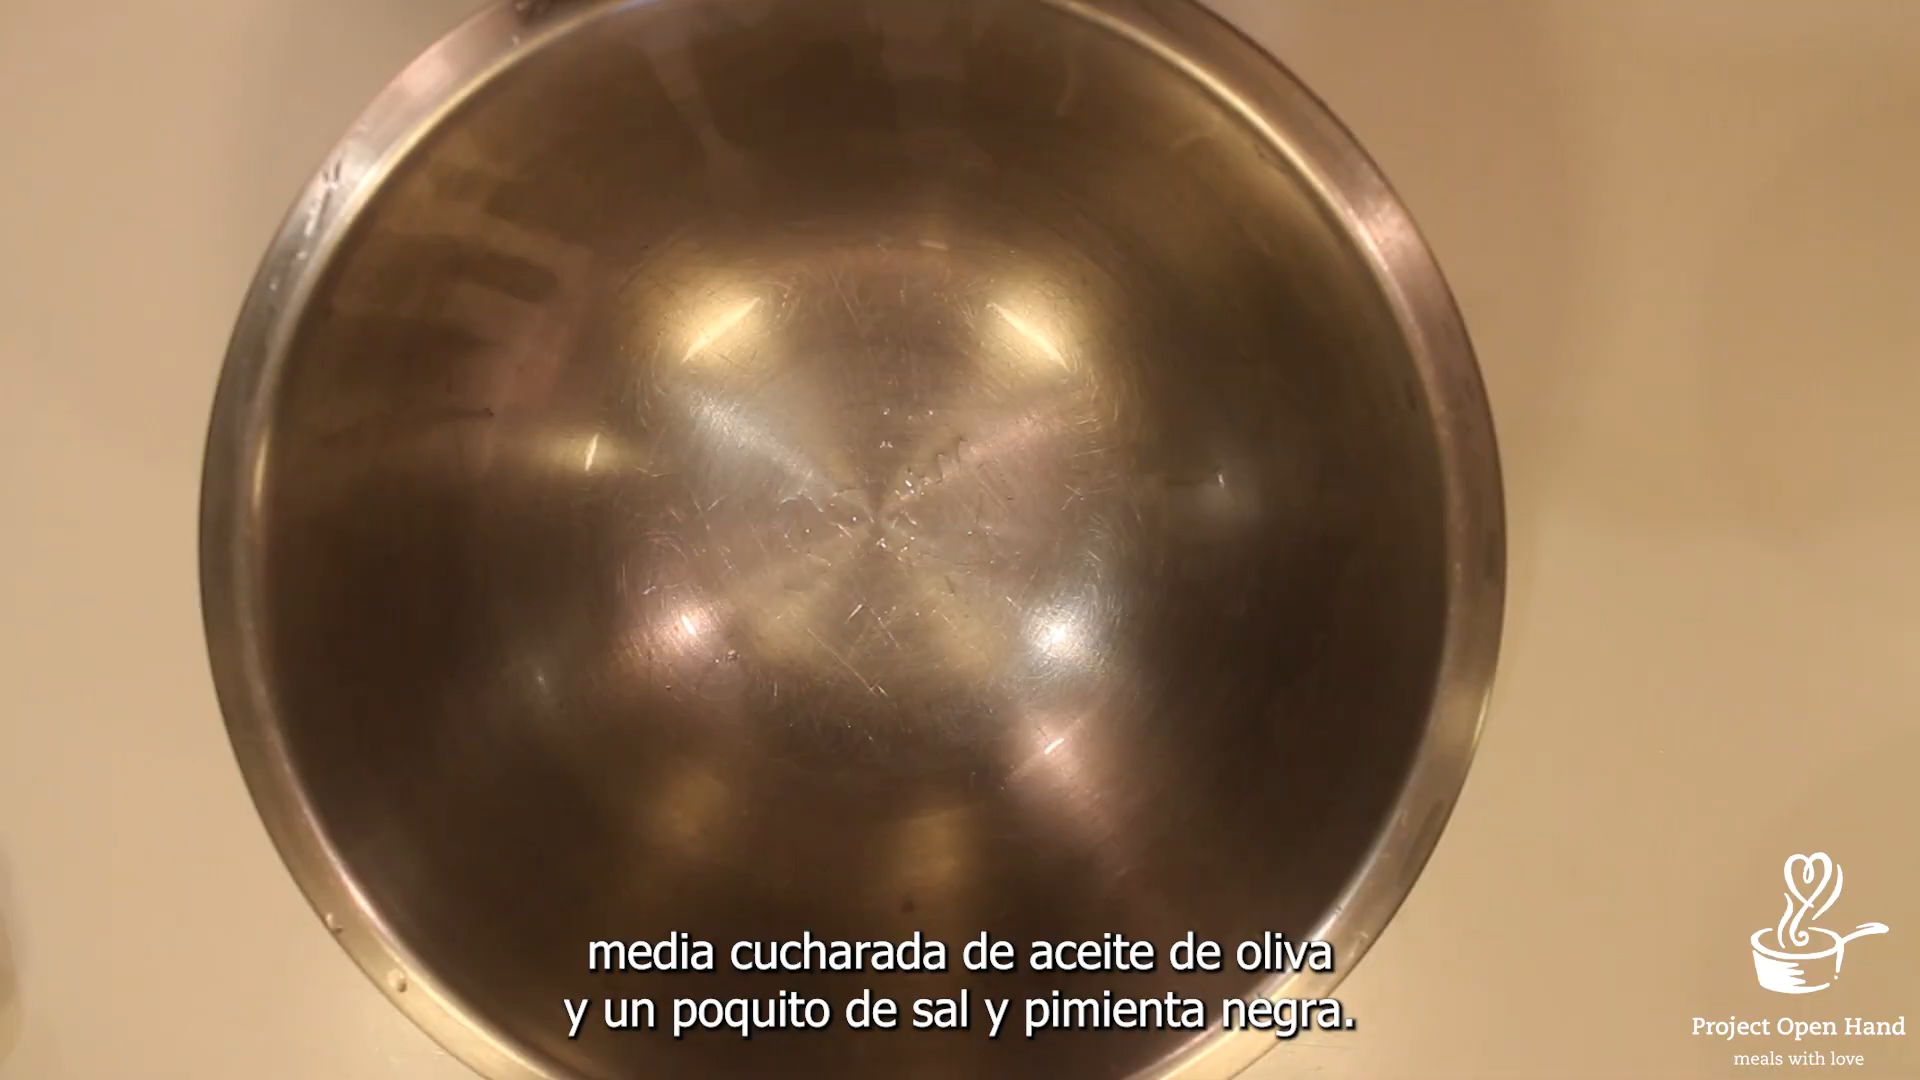 media cucharada de aceite de oliva
y un poquito de sal y pimienta negra.
Project Open Hand
meals with love